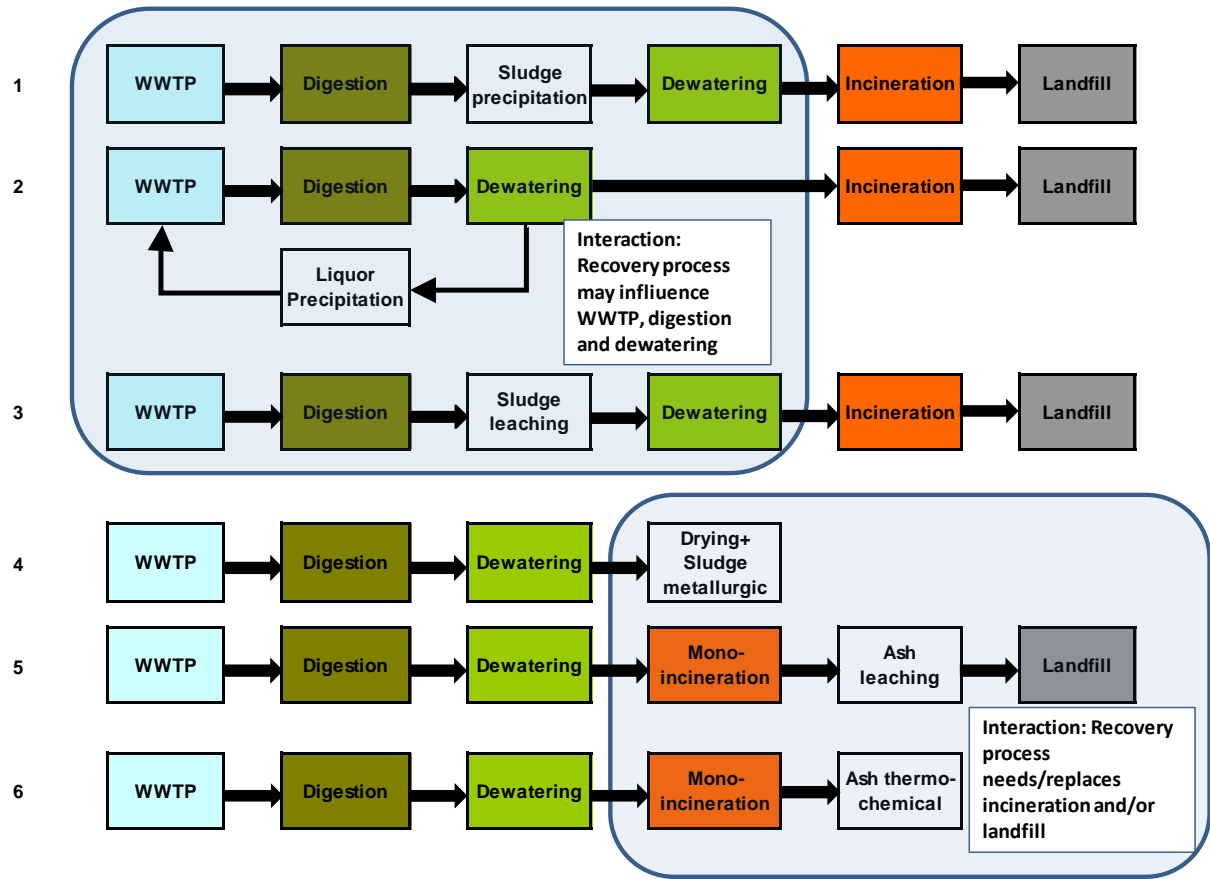 1
WWTP
Digestion
Sludge
precipitation
Dewatering
Incineration
Landfill
2
WWTP
Digestion
Dewatering
Incineration
Landfill
Liquor
Precipitation
Interaction:
Recovery process
may infliuence
WWTP, digestion
and dewatering
3
WWTP
Digestion
Sludge
leaching
Dewatering
Incineration
Landfill
4
WWTP
Digestion
Dewatering
Drying+
Sludge
metallurgic
5
WWTP
Digestion
Dewatering
Mono-
incineration
Ash
leaching
Landfill
6
WWTP
Digestion
Dewatering
Mono-
incineration
Ash thermo-
chemical
Interaction: Recovery
process
needs/replaces
incineration and/or
landfill